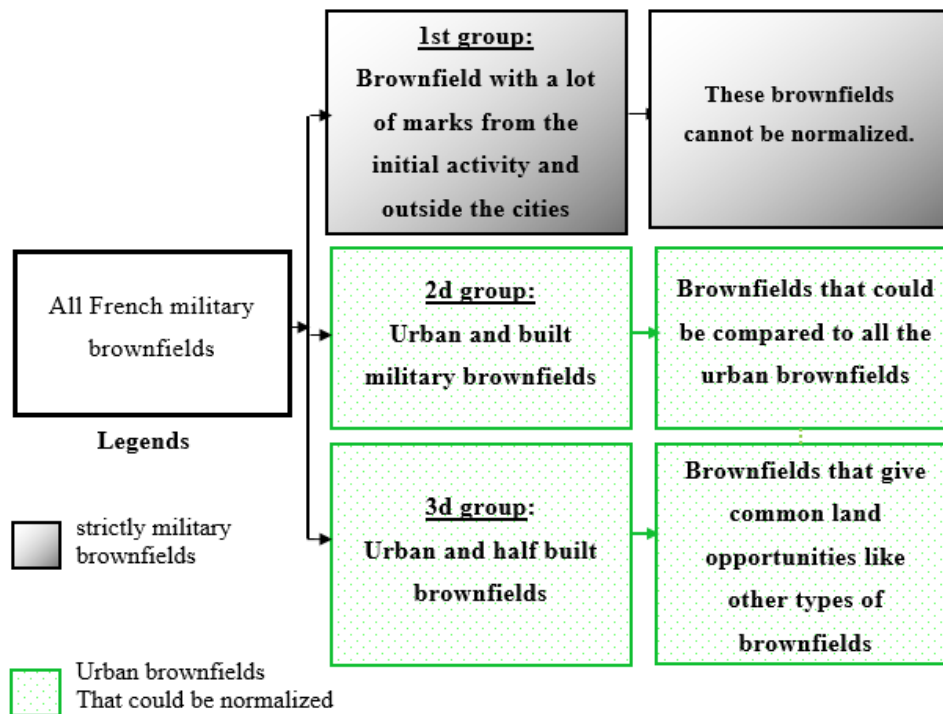 1st group:
Brownfield with a lot
of marks from the
initial activity and
outside the cities
These brownfields
cannot be normalized.
All French military
brownfields
2d group:
Urban and built
military brownfields
Brownfields that could
be compared to all the
urban brownfields
3d group:
Urban and half built
brownfields
Brownfields that give
common land
opportunities like
other types of
brownfields
Legends
strictly military
brownfields
Urban brownfields
That could be normalized